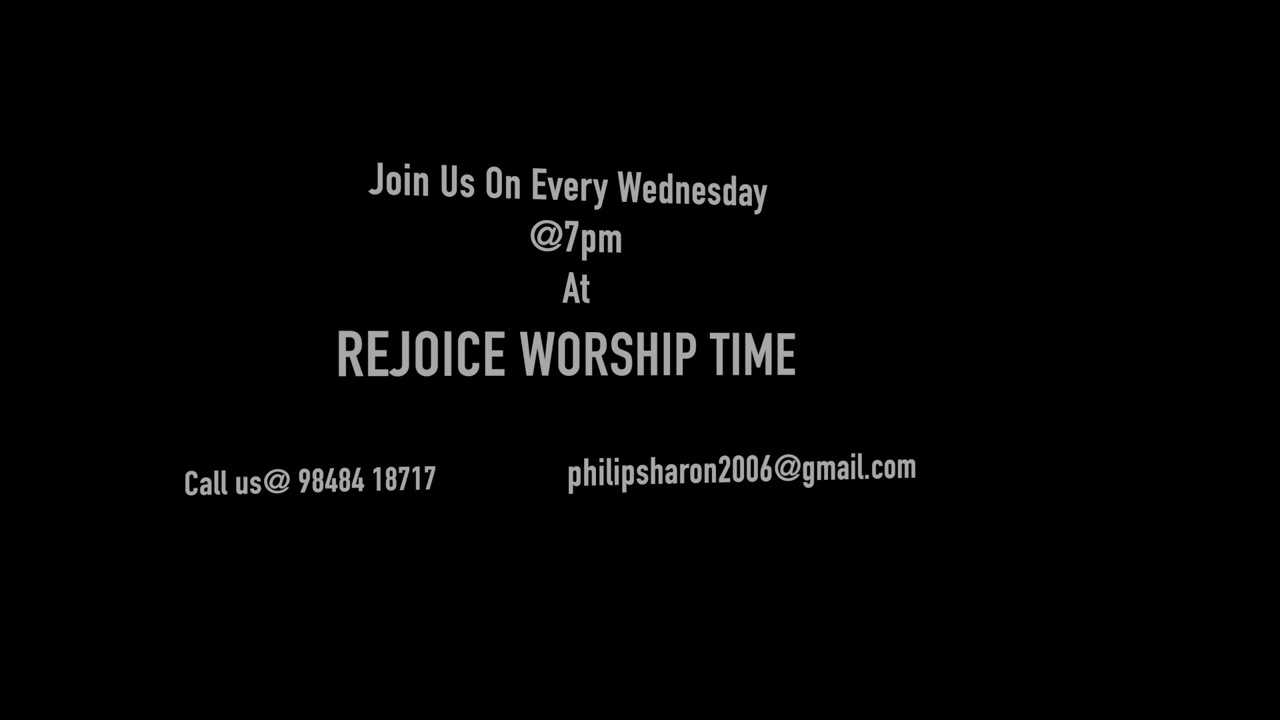 Join Us On Every Wednesday
@7pm
At
REJOICE WORSHIP TIME
Call us@ 98484 18717
philipsharon2006@gmail.com